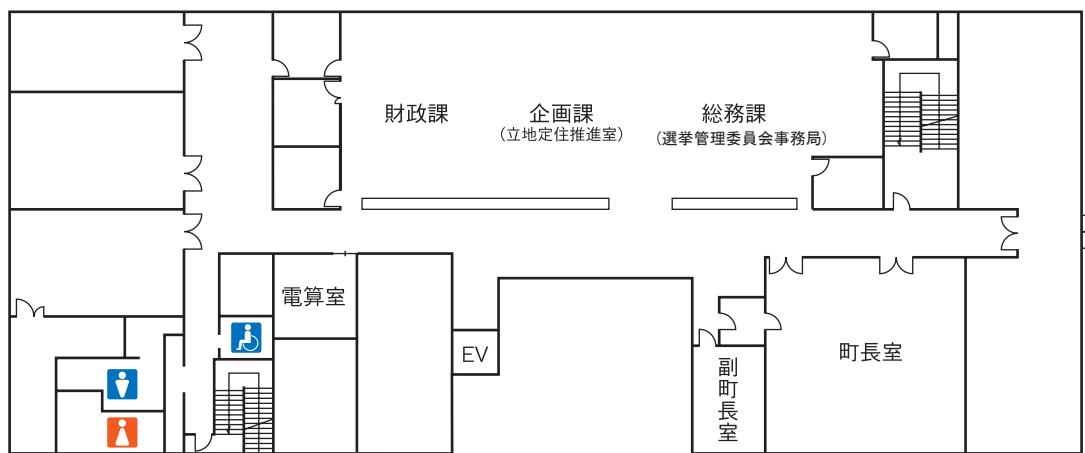 財政課
企画課
(立地定住推進室)
総務課
(選挙管理委員会事務局)
電算室
EV
副町長室
町長室